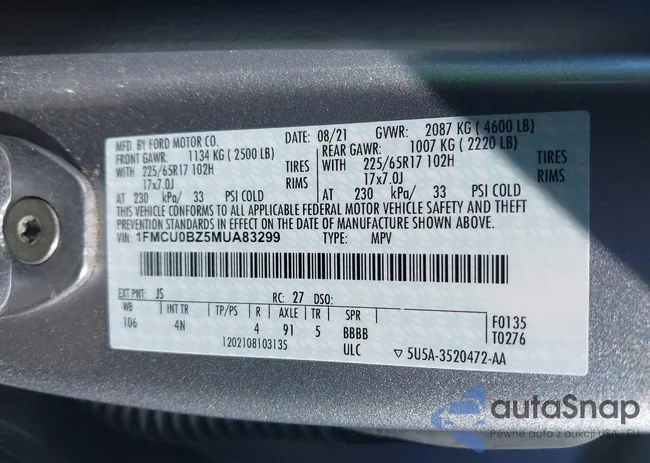 MFD. BY FORD MOTOR CO. DATE: 08/21 GVWR: 2087 KG ( 4600 LB)
FRONT GAWR: 1134 KG ( 2500 LB) REAR GAWR: 1007 KG ( 2220 LB)
WITH 225/65R17 102H TIRES WITH 225/65R17 102H TIRES
17x7.0J RIMS 17x7.0J RIMS
AT 230 kPa/ 33 PSI COLD AT 230 kPa/ 33 PSI COLD
THIS VEHICLE CONFORMS TO ALL APPLICABLE FEDERAL MOTOR VEHICLE SAFETY AND THEFT
PREVENTION STANDARDS IN EFFECT ON THE DATE OF MANUFACTURE SHOWN ABOVE.
VIN: 1FMCU0BZ5MUA83299 TYPE: MPV
EXT PNT: JS RC: 27 DSO:
WB INT TR TP/PS R AXLE TR SPR
106 4N 4 91 5 BBBB
F0135
T0276
1202108103135 ULC ▽ 5U5A-3520472-AA
autoSnap
Pewne auto z aukcji USA i EU